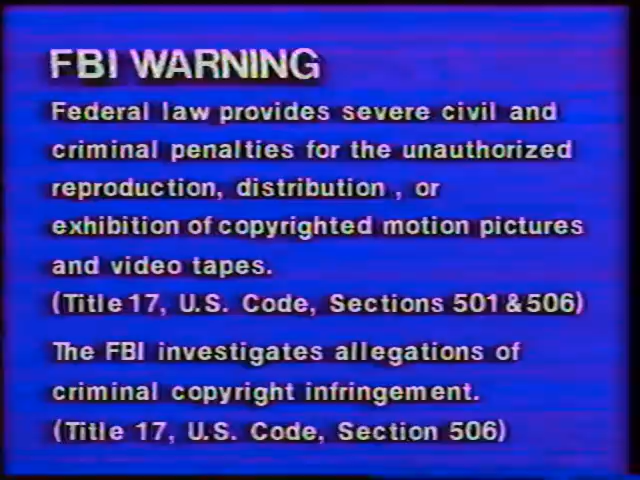 FBI WARNING
Federal law provides severe civil and
criminal penalties for the unauthorized
reproduction, distribution , or
exhibition of copyrighted motion pictures
and video tapes.
(Title 17, U.S. Code, Sections 501 & 506)
The FBI investigates allegations of
criminal copyright infringement.
(Title 17, U.S. Code, Section 506)